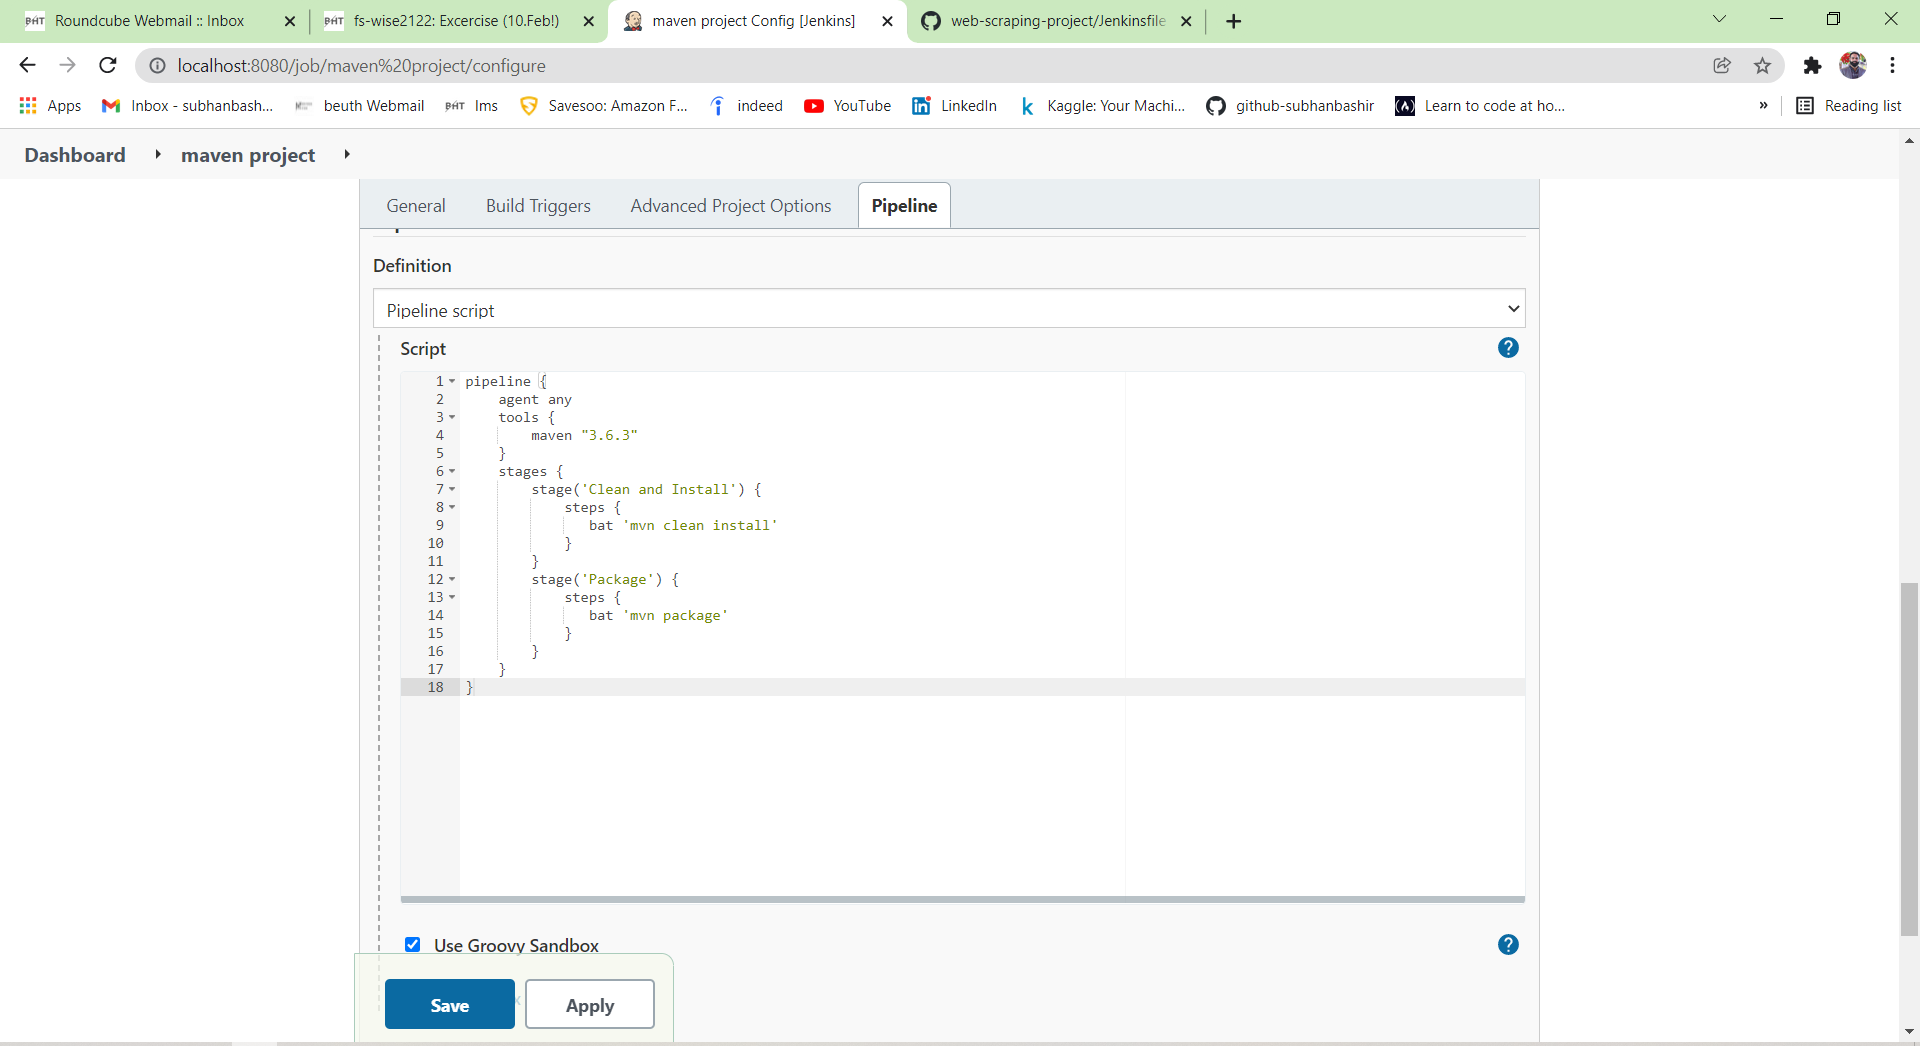 Roundcube Webmail :: Inbox
fs-wise2122: Excercise (10.Feb!)
maven project Config [Jenkins]
web-scraping-project/Jenkinsfile
localhost:8080/job/maven%20project/configure
Apps
Inbox - subhanbash...
beuth Webmail
lms
Savesoo: Amazon F...
indeed
YouTube
LinkedIn
Kaggle: Your Machi...
github-subhanbashir
Learn to code at ho...
»
Reading list
Dashboard
maven project
General
Build Triggers
Advanced Project Options
Pipeline
Definition
Pipeline script
Script
1 pipeline {
2 agent any
3 tools {
4 maven "3.6.3"
5 }
6 stages {
7 stage('Clean and Install') {
8 steps {
9 bat 'mvn clean install'
10 }
11 }
12 stage('Package') {
13 steps {
14 bat 'mvn package'
15 }
16 }
17 }
18 }
Use Groovy Sandbox
Save
Apply